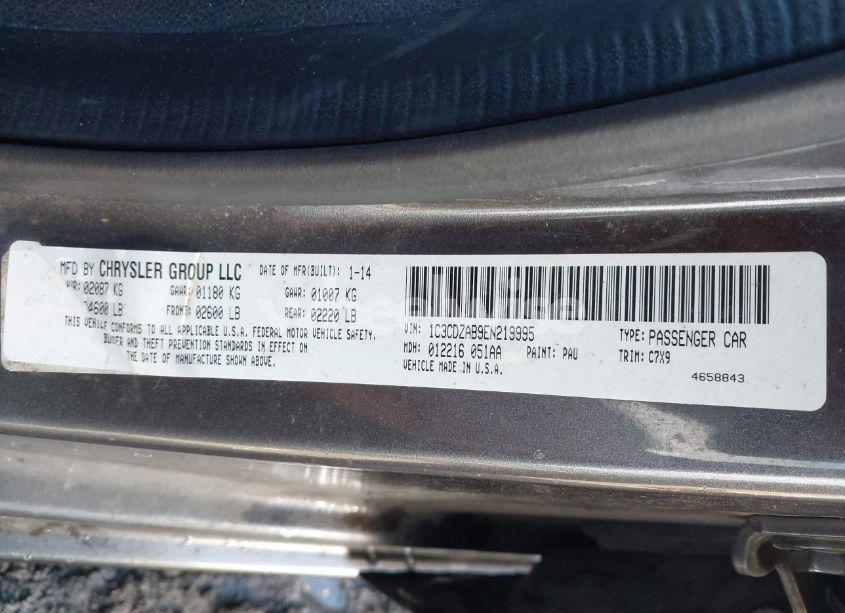 MFD BY CHRYSLER GROUP LLC DATE OF MFR(BUILT): 1-14
02087 KG GAWR: 01180 KG GAWR: 01007 KG
LB FRONT: 02600 LB REAR: 02220 LB
THIS VEHICLE CONFORMS TO ALL APPLICABLE U.S.A. FEDERAL MOTOR VEHICLE SAFETY,
BUMPER AND THEFT PREVENTION STANDARDS IN EFFECT ON
THE DATE OF MANUFACTURE SHOWN ABOVE.
VIN: 1C3CDZAB9EN219995 TYPE: PASSENGER CAR
MDH: 012216 051AA PAINT: PAU TRIM: C7X9
VEHICLE MADE IN U.S.A.
4658843